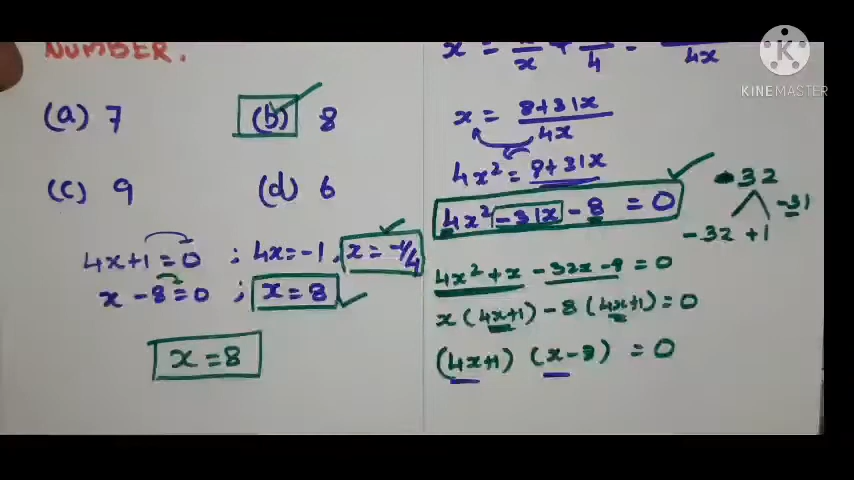 NUMBER.
(a) 7
(b) 8
(c) 9
(d) 6
4x+1=0 ; 4x=-1, x=-1/4
x-8=0 ; x=8
x=8
4x
x = 8+31x / 4x
4x² = 8+31x
4x² -31x -8 =0
-32
-31
-32 +1
4x²+x -32x-8=0
x(4x+1) -8(4x+1)=0
(4x+1) (x-8) =0
K
KINEMASTER